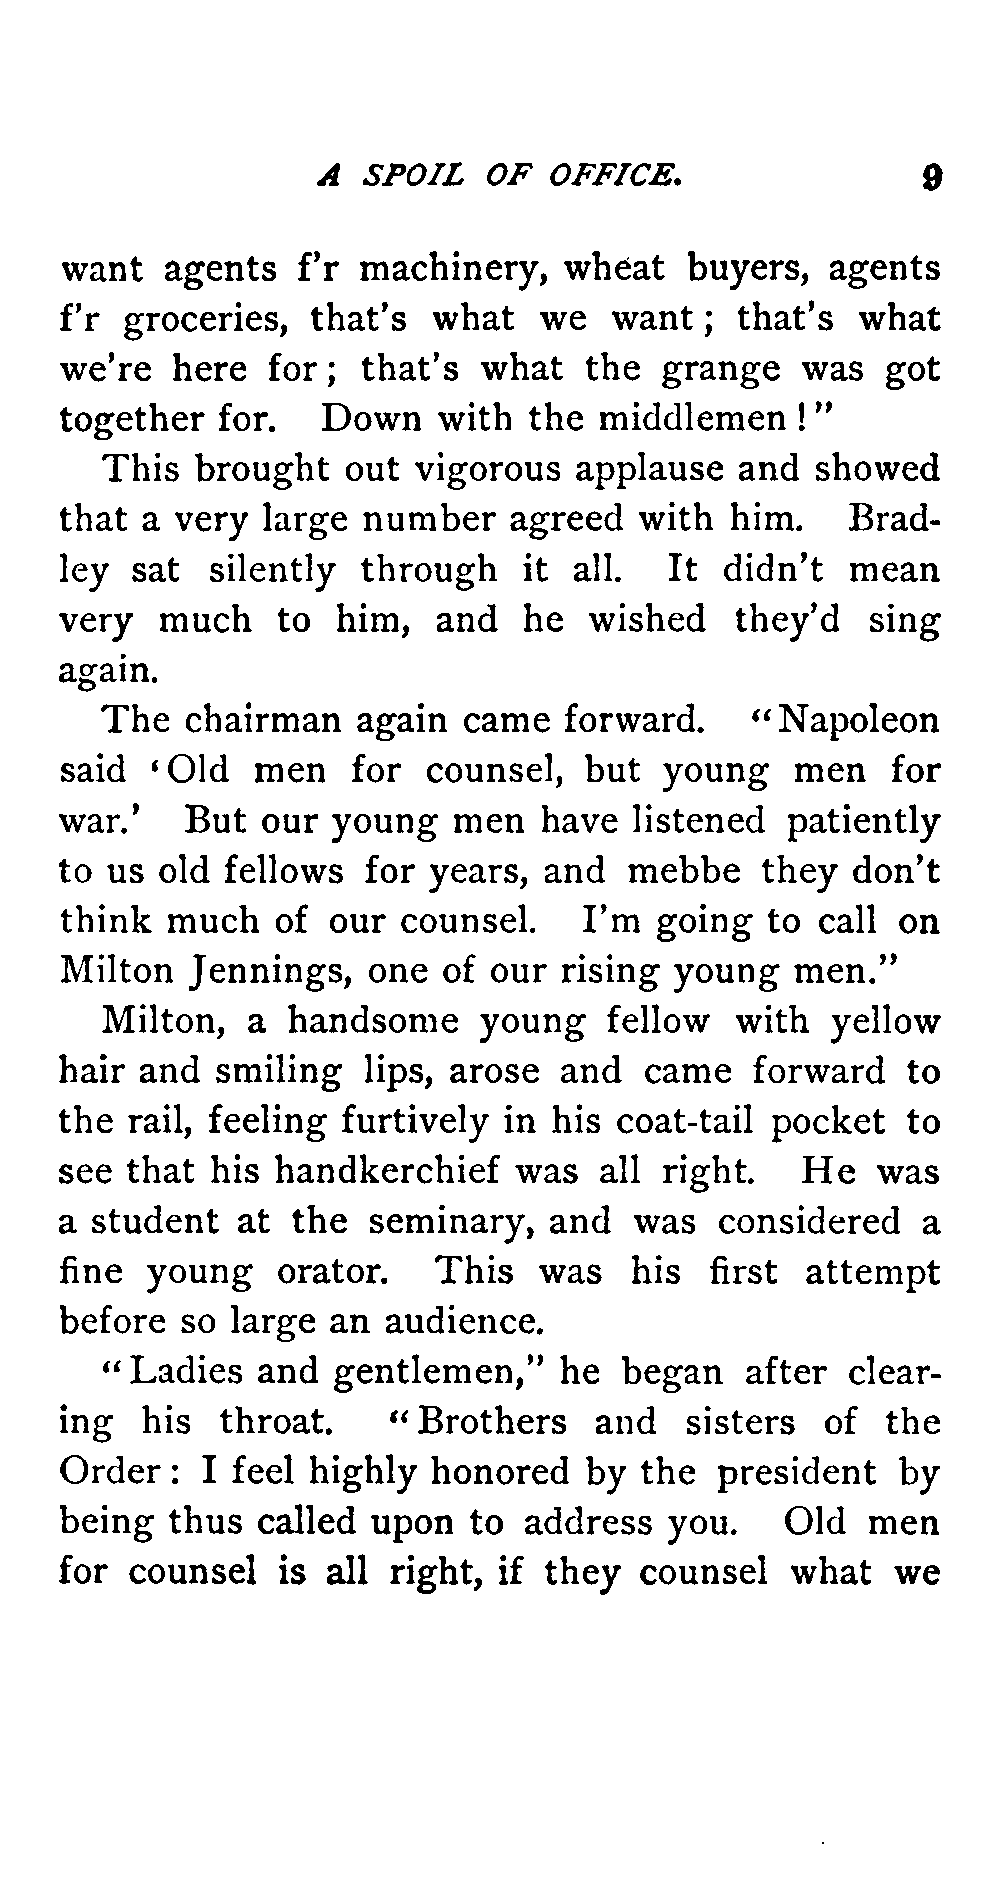 A SPOIL OF OFFICE. 9
want agents f'r machinery, wheat buyers, agents
f'r groceries, that's what we want; that's what
we're here for; that's what the grange was got
together for. Down with the middlemen!"
This brought out vigorous applause and showed
that a very large number agreed with him. Brad-
ley sat silently through it all. It didn't mean
very much to him, and he wished they'd sing
again.
The chairman again came forward. "Napoleon
said 'Old men for counsel, but young men for
war.' But our young men have listened patiently
to us old fellows for years, and mebbe they don't
think much of our counsel. I'm going to call on
Milton Jennings, one of our rising young men."
Milton, a handsome young fellow with yellow
hair and smiling lips, arose and came forward to
the rail, feeling furtively in his coat-tail pocket to
see that his handkerchief was all right. He was
a student at the seminary, and was considered a
fine young orator. This was his first attempt
before so large an audience.
"Ladies and gentlemen," he began after clear-
ing his throat. "Brothers and sisters of the
Order: I feel highly honored by the president by
being thus called upon to address you. Old men
for counsel is all right, if they counsel what we